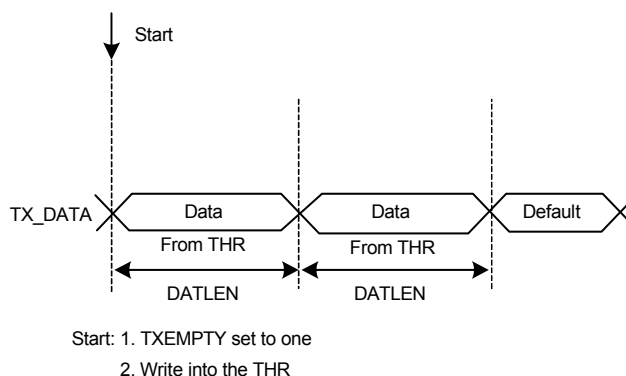 Start
TX_DATA Data Data Default
From THR From THR
DATLEN DATLEN
Start: 1. TXEMPTY set to one
2. Write into the THR